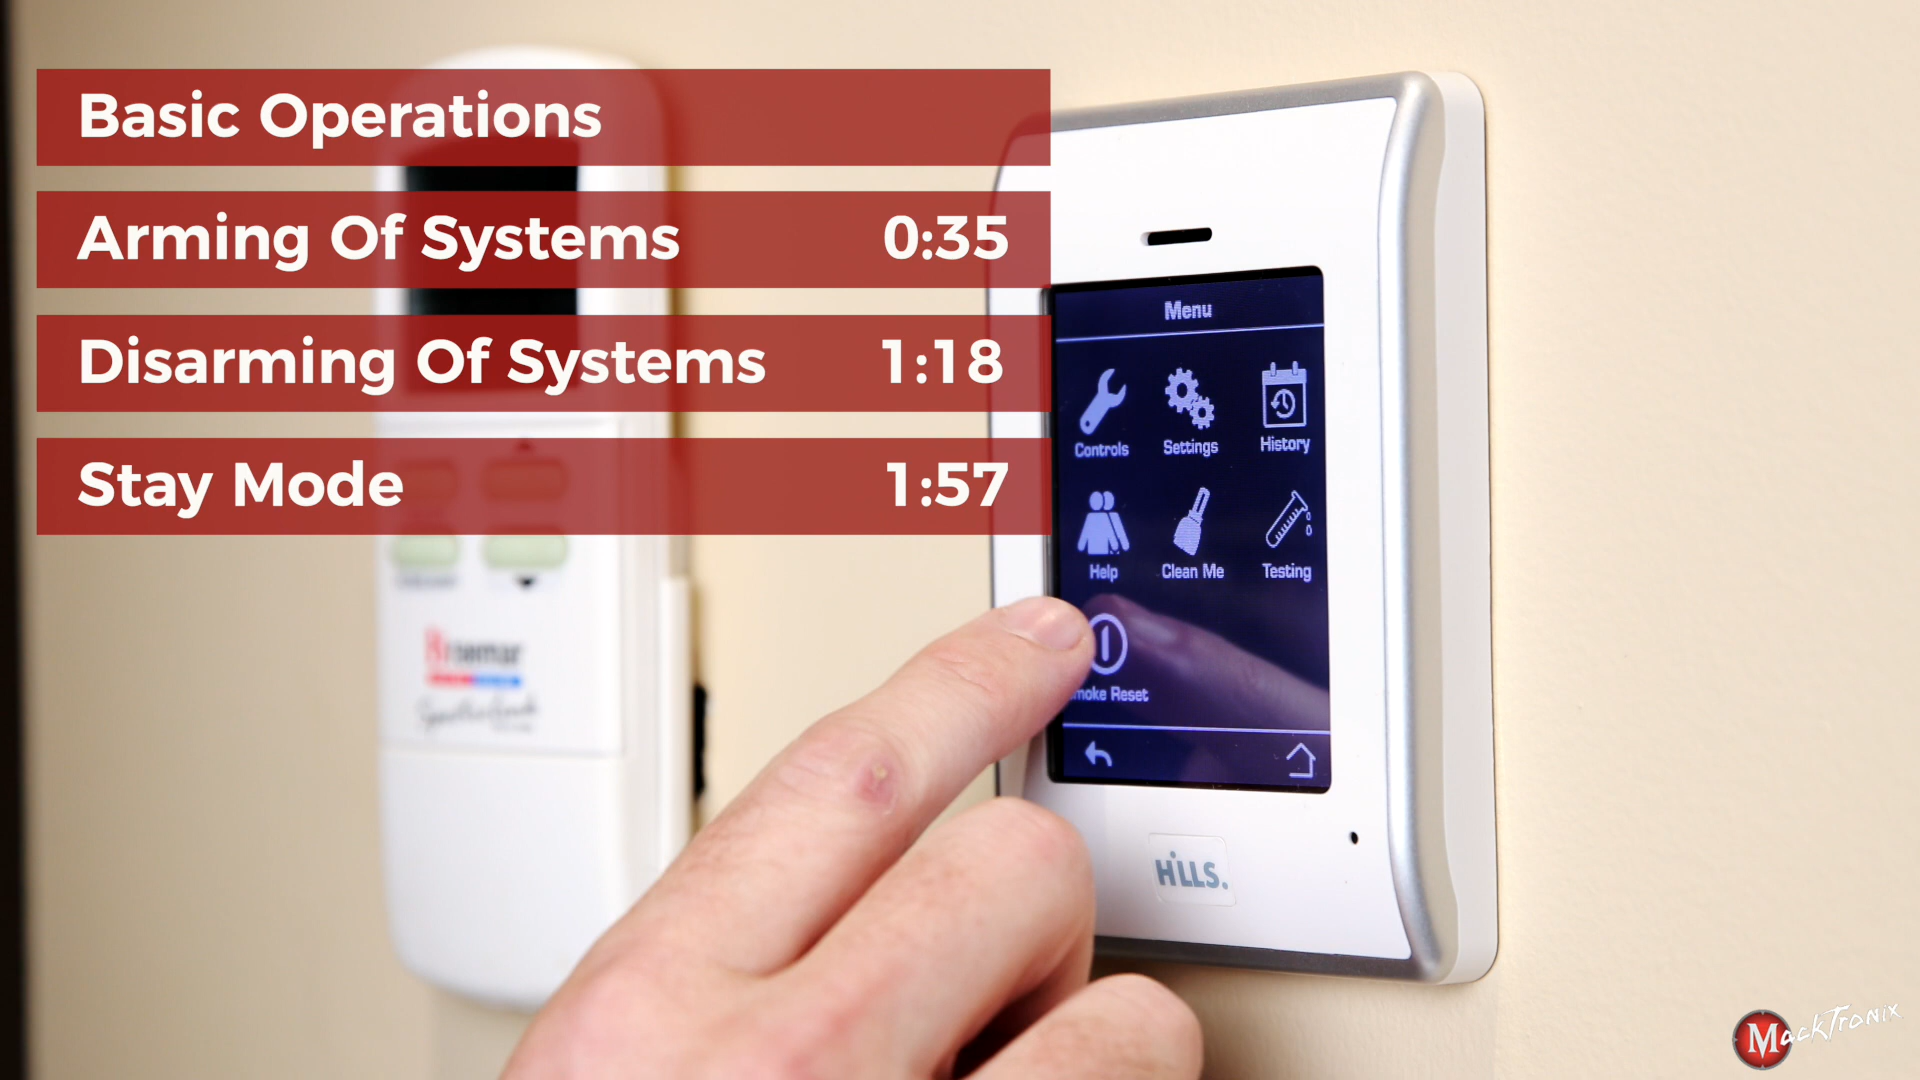 Basic Operations
Arming Of Systems 0:35
Disarming Of Systems 1:18
Stay Mode 1:57
Menu
Controls Settings History
Help Clean Me Testing
moke Reset
HILLS.
MackTronix